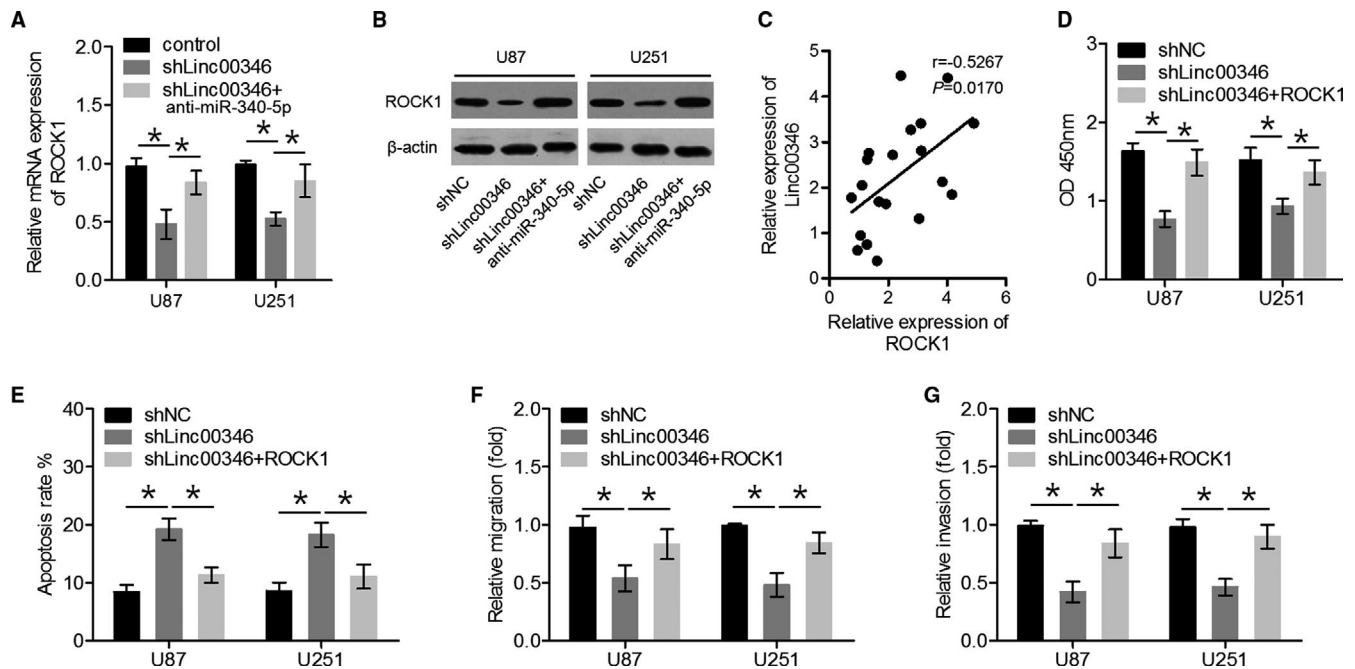 A
Relative mRNA expression
of ROCK1
2.0
1.5
1.0
0.5
0.0
control
shLinc00346
shLinc00346+
anti-miR-340-5p
* * * *
U87 U251
B
U87 U251
ROCK1
β-actin
shNC
shLinc00346
shLinc00346+
anti-miR-340-5p
shNC
shLinc00346
shLinc00346+
anti-miR-340-5p
C
Relative expression of
Linc00346
5
4
3
2
1
0
r=-0.5267
P=0.0170
0 2 4 6
Relative expression of
ROCK1
D
OD 450nm
3
2
1
0
shNC
shLinc00346
shLinc00346+ROCK1
* * * *
U87 U251
E
Apoptosis rate %
40
30
20
10
0
shNC
shLinc00346
shLinc00346+ROCK1
* * * *
U87 U251
F
Relative migration (fold)
2.0
1.5
1.0
0.5
0.0
shNC
shLinc00346
shLinc00346+ROCK1
* * * *
U87 U251
G
Relative invasion (fold)
2.0
1.5
1.0
0.5
0.0
shNC
shLinc00346
shLinc00346+ROCK1
* * * *
U87 U251